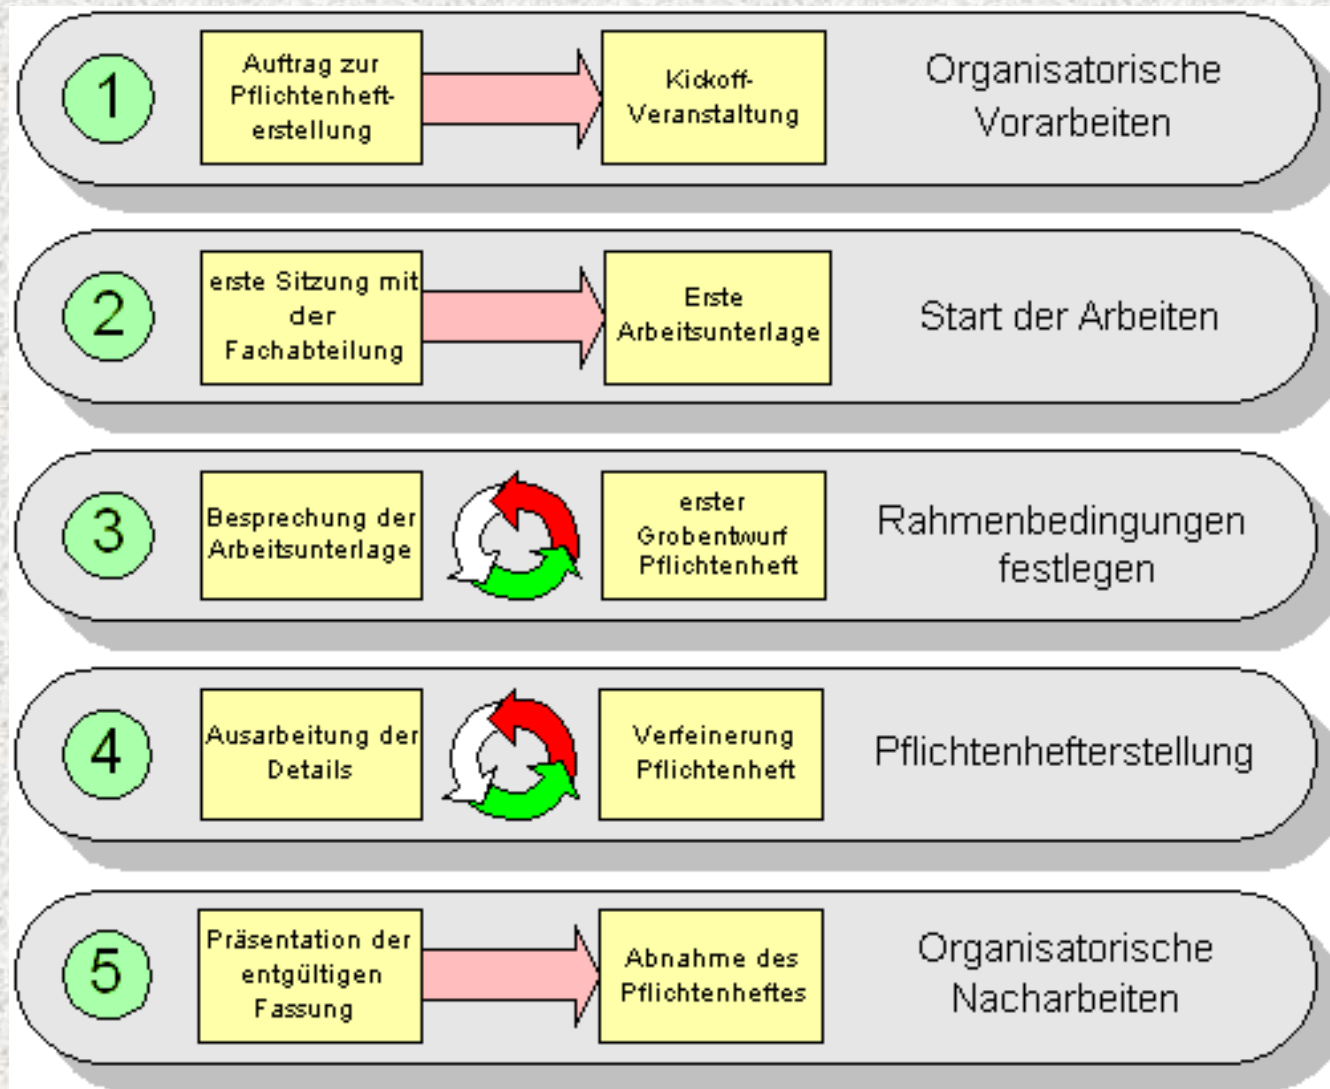 1
Auftrag zur
Pflichtenheft-
erstellung
Kickoff-
Veranstaltung
Organisatorische
Vorarbeiten
2
erste Sitzung mit
der
Fachabteilung
Erste
Arbeitsunterlage
Start der Arbeiten
3
Besprechung der
Arbeitsunterlage
erster
Grobentwurf
Pflichtenheft
Rahmenbedingungen
festlegen
4
Ausarbeitung der
Details
Verfeinerung
Pflichtenheft
Pflichtenhefterstellung
5
Präsentation der
entgültigen
Fassung
Abnahme des
Pflichtenheftes
Organisatorische
Nacharbeiten